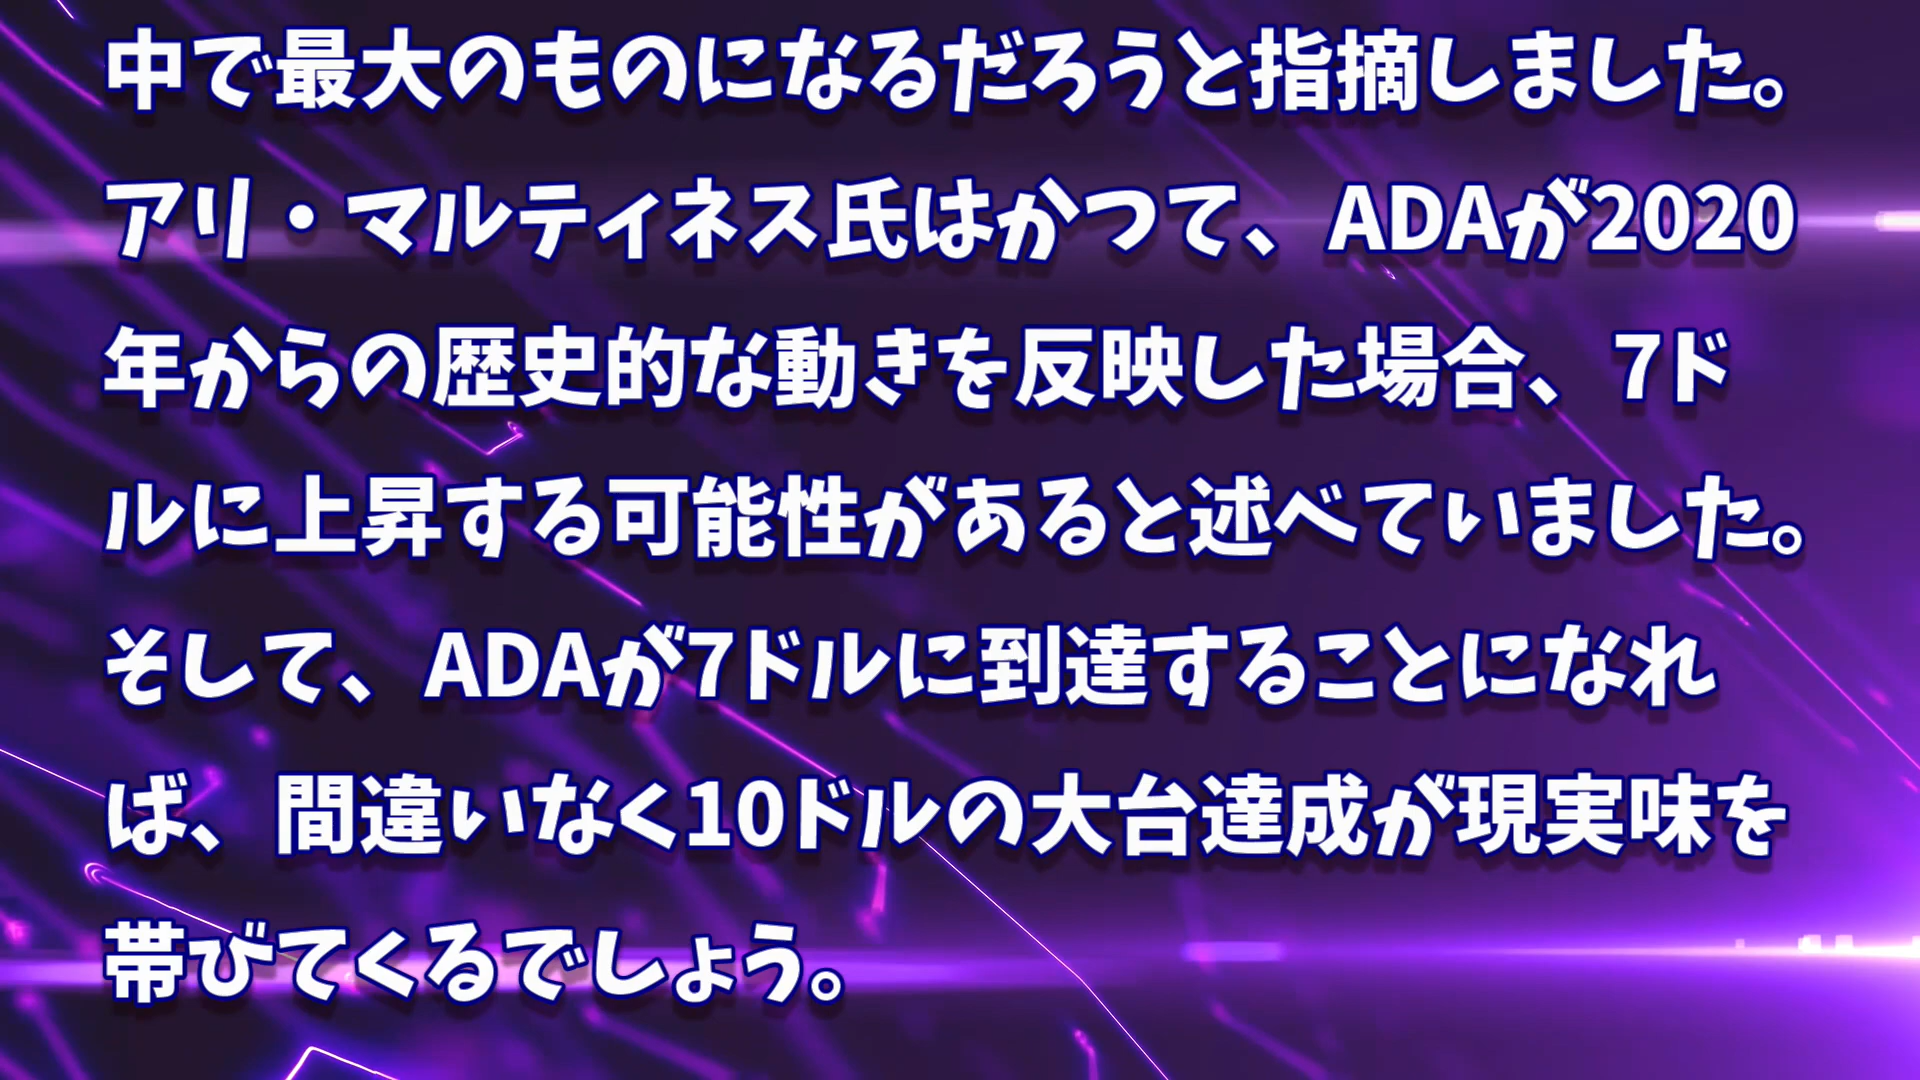 中で最大のものになるだろうと指摘しました。
アリ・マルティネス氏はかつて、ADAが2020
年からの歴史的な動きを反映した場合、7ド
ルに上昇する可能性があると述べていました。
そして、ADAが7ドルに到達することになれ
ば、間違いなく10ドルの大台達成が現実味を
帯びてくるでしょう。